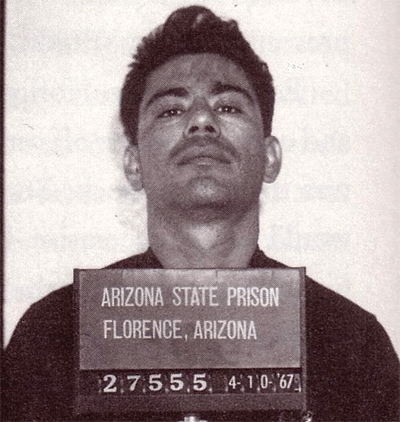 ARIZONA STATE PRISON
FLORENCE, ARIZONA
27555 4-10-'67